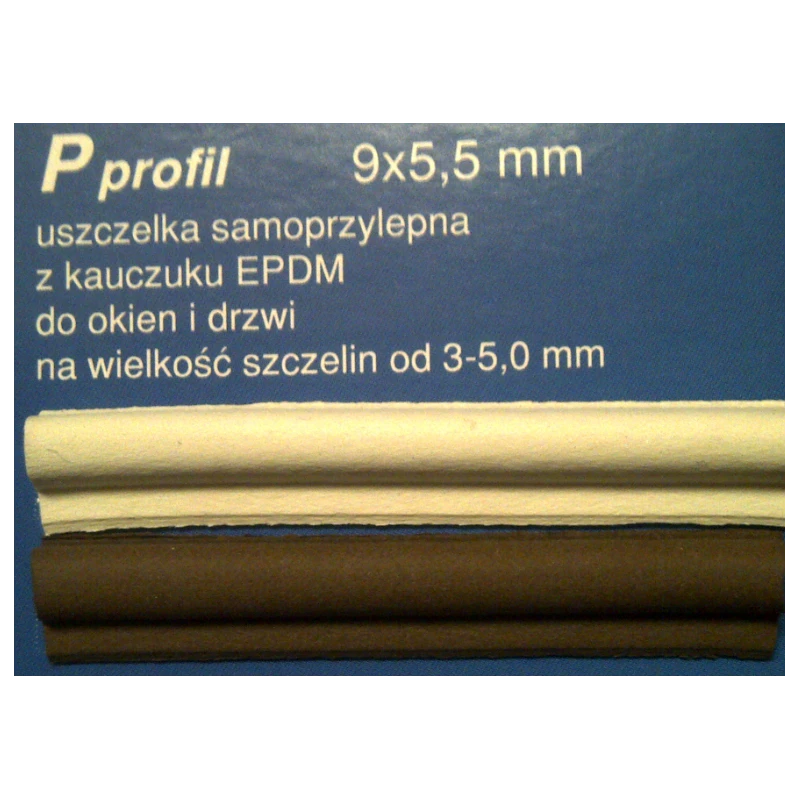 P profil 9x5,5 mm
uszczelka samoprzylepna
z kauczuku EPDM
do okien i drzwi
na wielkość szczelin od 3-5,0 mm